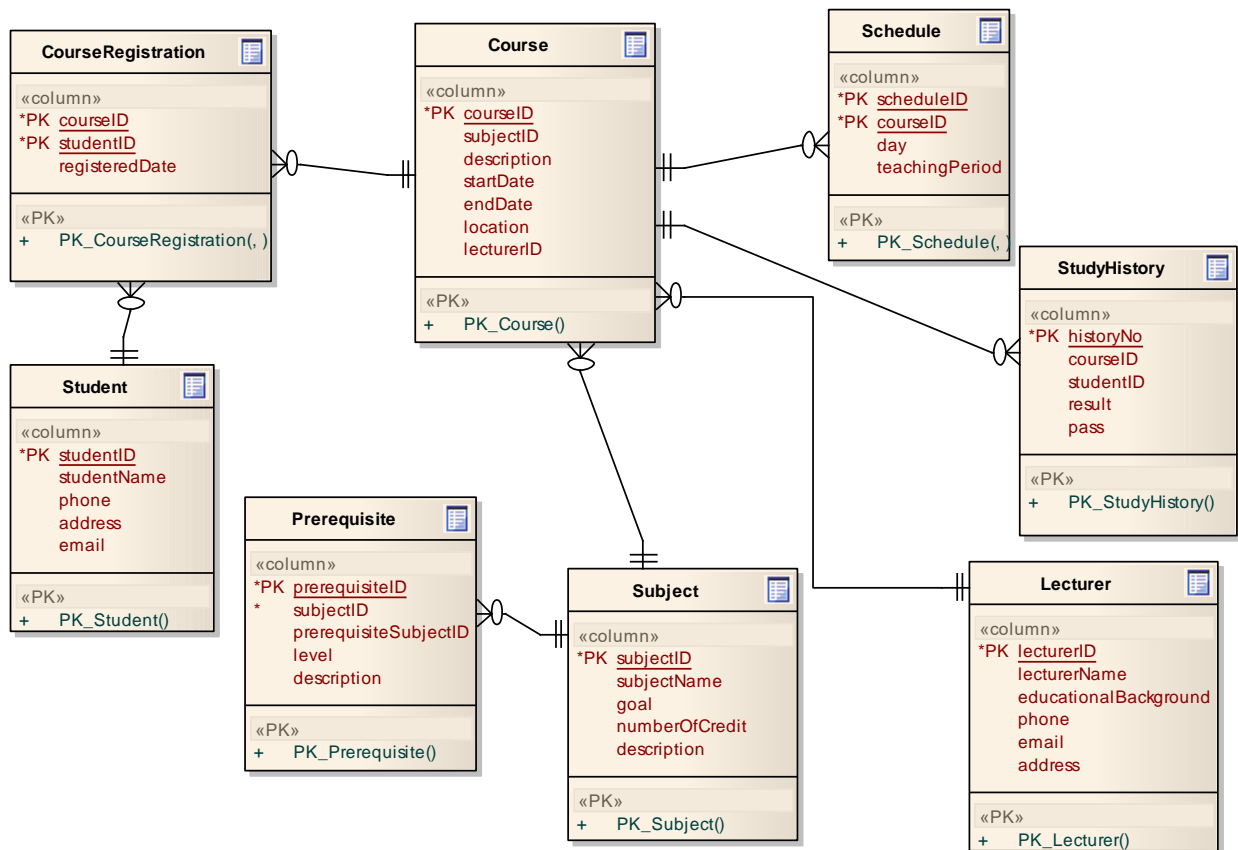 CourseRegistration
«column»
*PK courseID
*PK studentID
registeredDate
«PK»
+ PK_CourseRegistration(, )
Course
«column»
*PK courseID
subjectID
description
startDate
endDate
location
lecturerID
«PK»
+ PK_Course()
Schedule
«column»
*PK scheduleID
*PK courseID
day
teachingPeriod
«PK»
+ PK_Schedule(, )
StudyHistory
«column»
*PK historyNo
courseID
studentID
result
pass
«PK»
+ PK_StudyHistory()
Student
«column»
*PK studentID
studentName
phone
address
email
«PK»
+ PK_Student()
Prerequisite
«column»
*PK prerequisiteID
* subjectID
prerequisiteSubjectID
level
description
«PK»
+ PK_Prerequisite()
Subject
«column»
*PK subjectID
subjectName
goal
numberOfCredit
description
«PK»
+ PK_Subject()
Lecturer
«column»
*PK lecturerID
lecturerName
educationalBackground
phone
email
address
«PK»
+ PK_Lecturer()